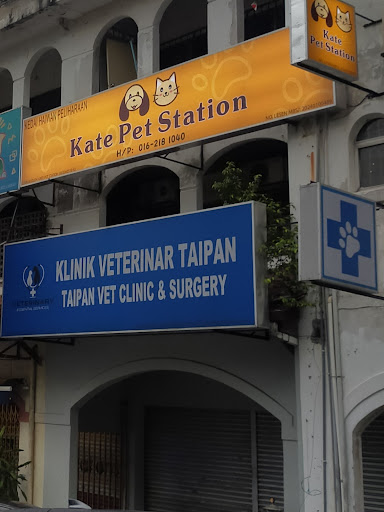 Kate
Pet Station
KEDAI HAIWAN PELIHARAAN
Kate Pet Station
H/P: 016-218 1040
KLINIK VETERINAR TAIPAN
TAIPAN VET CLINIC & SURGERY